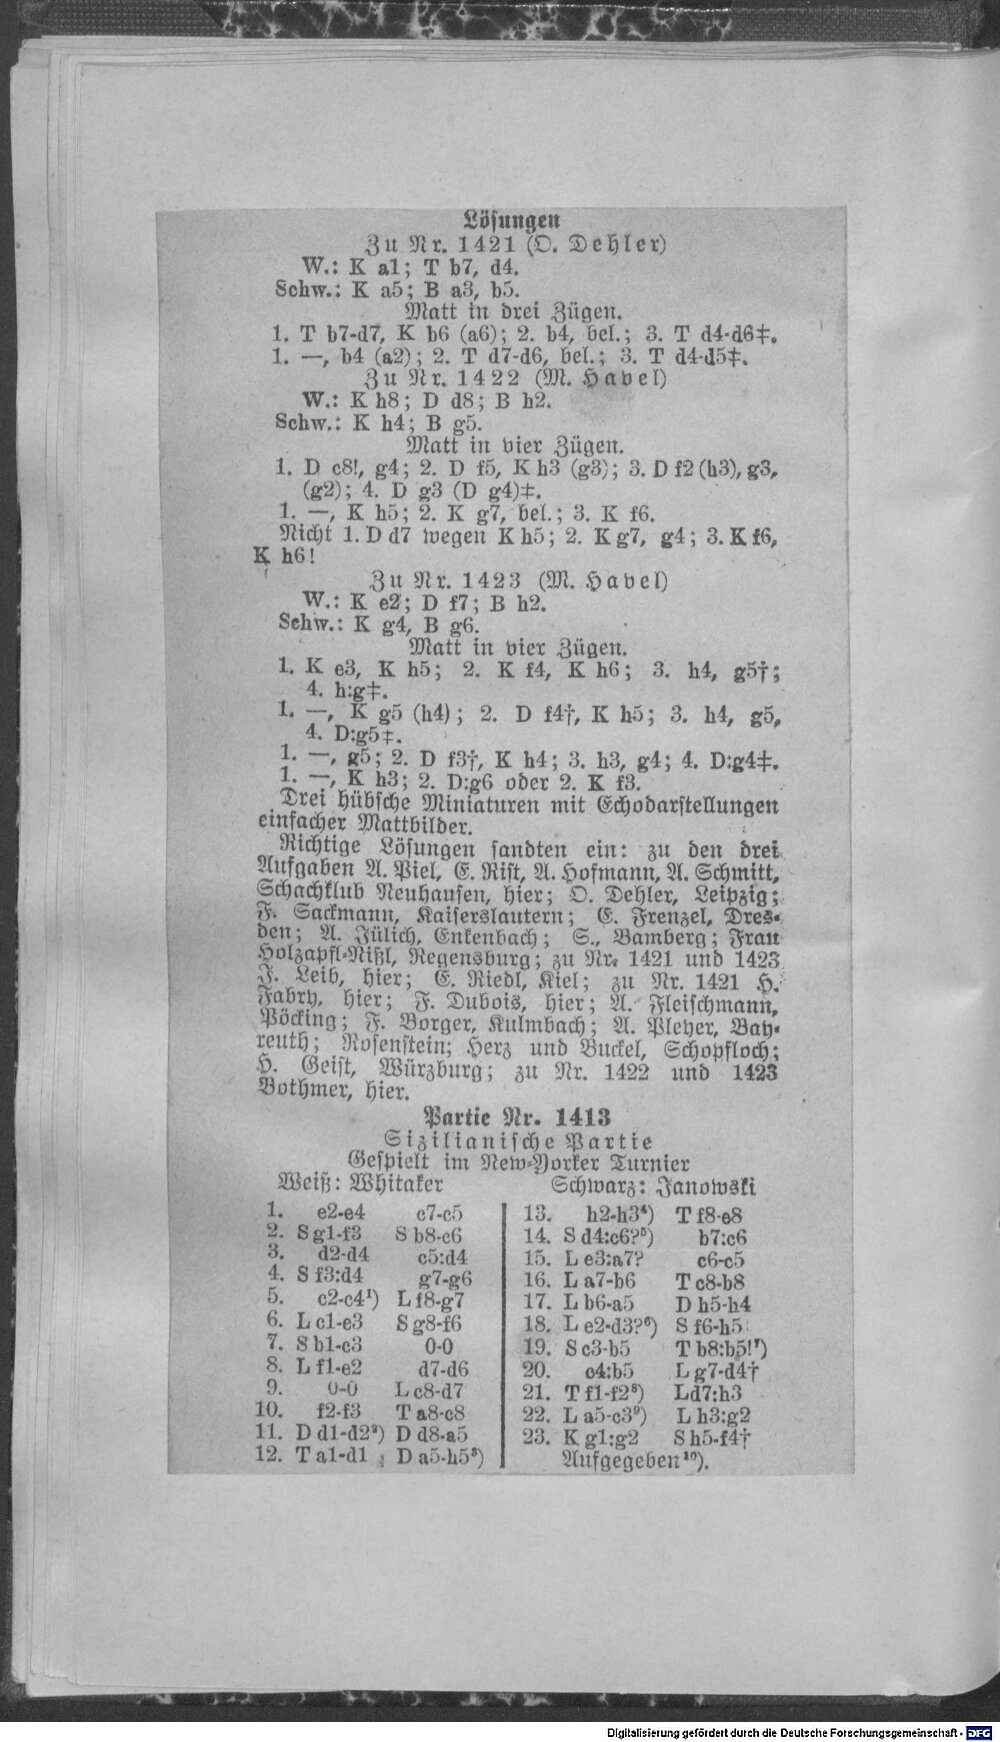 Lösungen
Zu Nr. 1421 (O. Dehler)
W.: K a1; T b7, d4.
Schw.: K a5; B a3, b5.
Matt in drei Zügen.
1. T b7-d7, K b6 (a6); 2. b4, bel.; 3. T d4-d6‡.
1. —, b4 (a2); 2. T d7-d6, bel.; 3. T d4-d5‡.
Zu Nr. 1422 (M. Havel)
W.: K h8; D d8; B h2.
Schw.: K h4; B g5.
Matt in vier Zügen.
1. D c8!, g4; 2. D f5, K h3 (g3); 3. D f2 (h3), g3,
(g2); 4. D g3 (D g4)‡.
1. —, K h5; 2. K g7, bel.; 3. K f6.
Nicht 1. D d7 wegen K h5; 2. K g7, g4; 3. K f6,
K h6!
Zu Nr. 1423 (M. Havel)
W.: K e2; D f7; B h2.
Schw.: K g4, B g6.
Matt in vier Zügen.
1. K e3, K h5; 2. K f4, K h6; 3. h4, g5†;
4. h:g‡.
1. —, K g5 (h4); 2. D f4†, K h5; 3. h4, g5,
4. D:g5‡.
1. —, g5; 2. D f3†, K h4; 3. h3, g4; 4. D:g4‡.
1. —, K h3; 2. D:g6 oder 2. K f3.
Drei hübsche Miniaturen mit Echodarstellungen
einfacher Mattbilder.
Richtige Lösungen sandten ein: zu den drei
Aufgaben A. Piel, E. Rist, A. Hofmann, A. Schmitt,
Schachklub Neuhausen, hier; O. Dehler, Leipzig;
F. Sackmann, Kaiserslautern; E. Frenzel, Dres-
den; A. Jülich, Enkenbach; S., Bamberg; Frau
Holzapfl-Nißl, Regensburg; zu Nr. 1421 und 1423
J. Leib, hier; E. Riedl, Kiel; zu Nr. 1421 H.
Fabry, hier; F. Dubois, hier; A. Fleischmann,
Pöcking; F. Borger, Kulmbach; A. Pleyer, Bay-
reuth; Rosenstein; Herz und Buckel, Schopfloch;
H. Geist, Würzburg; zu Nr. 1422 und 1423
Bothmer, hier.
Partie Nr. 1413
Sizilianische Partie
Gespielt im New-Yorker Turnier
Weiß: Whitaker Schwarz: Janowski
1. e2-e4 c7-c5
2. S g1-f3 S b8-c6
3. d2-d4 c5:d4
4. S f3:d4 g7-g6
5. c2-c4¹) L f8-g7
6. L c1-e3 S g8-f6
7. S b1-c3 0-0
8. L f1-e2 d7-d6
9. 0-0 L c8-d7
10. f2-f3 T a8-c8
11. D d1-d2²) D d8-a5
12. T a1-d1 D a5-h5³)
13. h2-h3⁴) T f8-e8
14. S d4:c6?⁵) b7:c6
15. L e3:a7? c6-c5
16. L a7-b6 T c8-b8
17. L b6-a5 D h5-h4
18. L e2-d3?⁶) S f6-h5
19. S c3-b5 T b8:b5!⁷)
20. c4:b5 L g7-d4†
21. T f1-f2⁸) L d7:h3
22. L a5-c3⁹) L h3:g2
23. K g1:g2 S h5-f4†
Aufgegeben¹⁰).
Digitalisierung gefördert durch die Deutsche Forschungsgemeinschaft - DFG